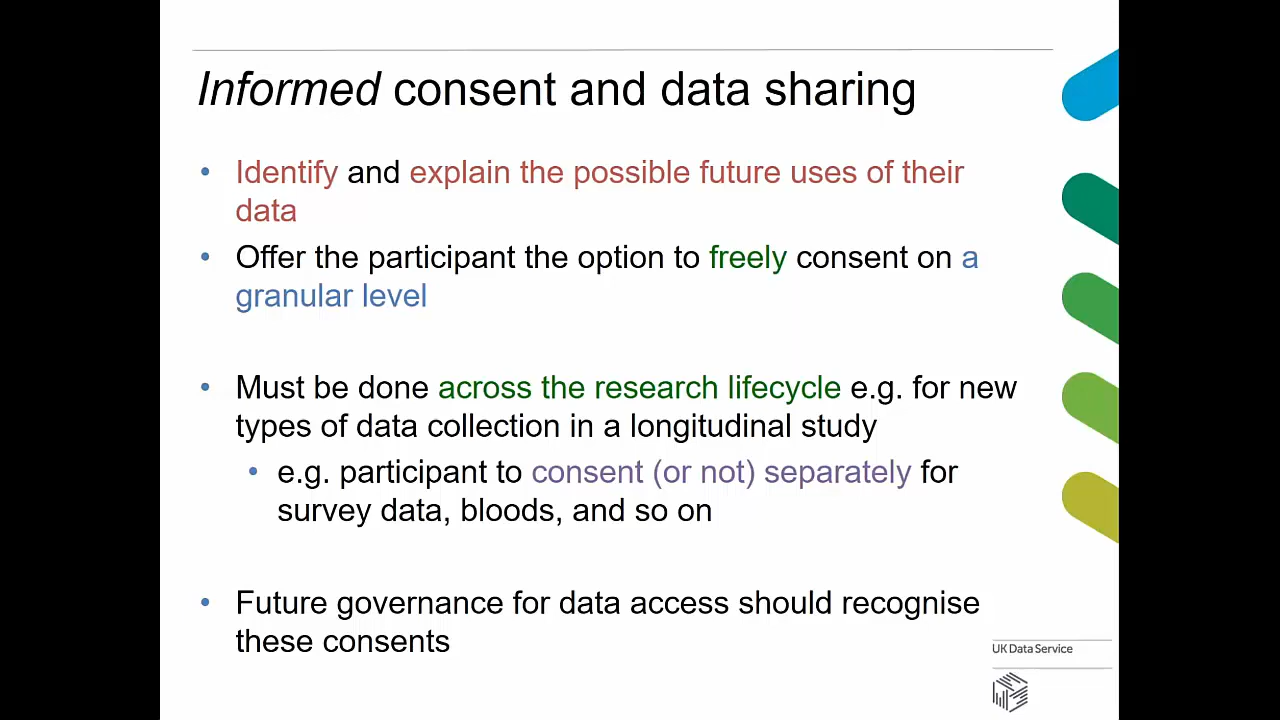 Informed consent and data sharing
• Identify and explain the possible future uses of their
data
• Offer the participant the option to freely consent on a
granular level
• Must be done across the research lifecycle e.g. for new
types of data collection in a longitudinal study
• e.g. participant to consent (or not) separately for
survey data, bloods, and so on
• Future governance for data access should recognise
these consents
UK Data Service